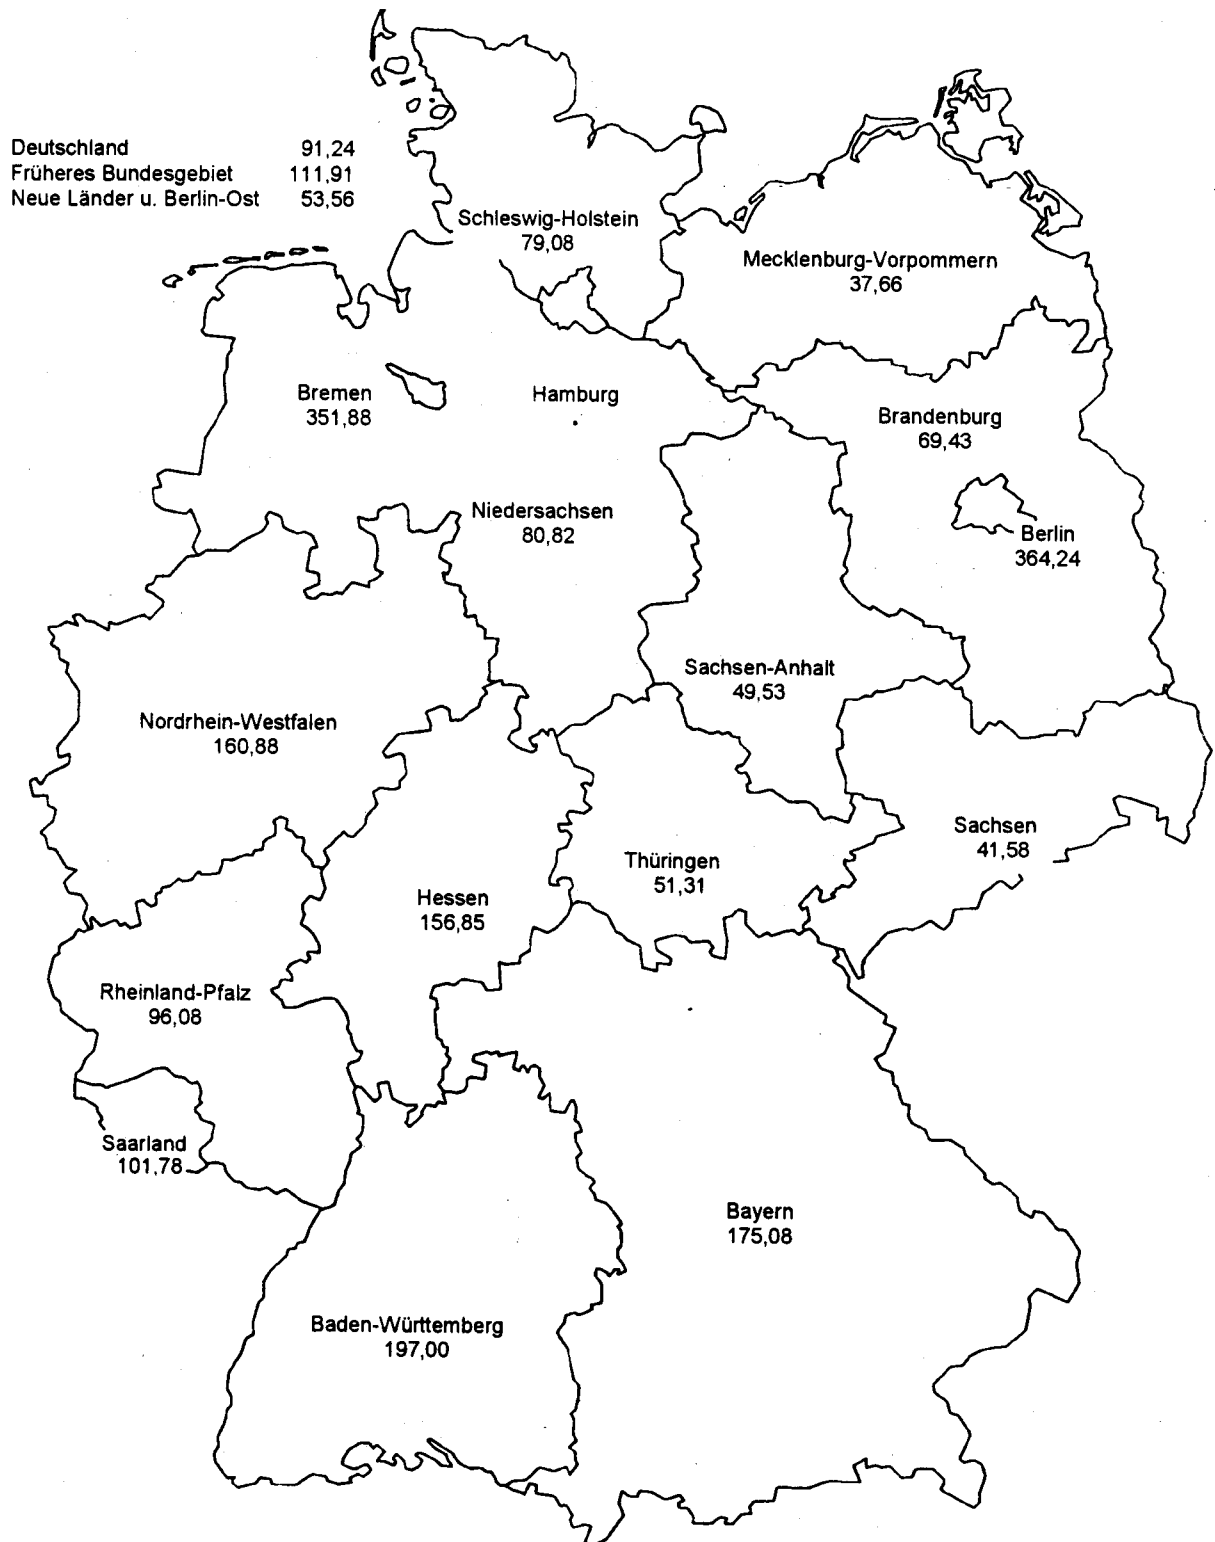 Deutschland 91,24
Früheres Bundesgebiet 111,91
Neue Länder u. Berlin-Ost 53,56
Schleswig-Holstein
79,08
Mecklenburg-Vorpommern
37,66
Bremen
351,88
Hamburg
Brandenburg
69,43
Niedersachsen
80,82
Berlin
364,24
Sachsen-Anhalt
49,53
Nordrhein-Westfalen
160,88
Sachsen
41,58
Thüringen
51,31
Hessen
156,85
Rheinland-Pfalz
96,08
Saarland
101,78
Bayern
175,08
Baden-Württemberg
197,00